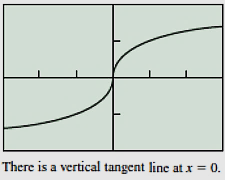 There is a vertical tangent line at x = 0.